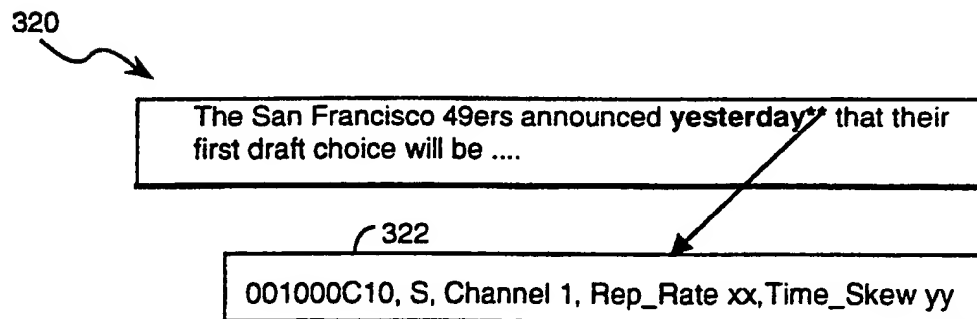 320
The San Francisco 49ers announced yesterday** that their
first draft choice will be ....
322
001000C10, S, Channel 1, Rep_Rate xx,Time_Skew yy